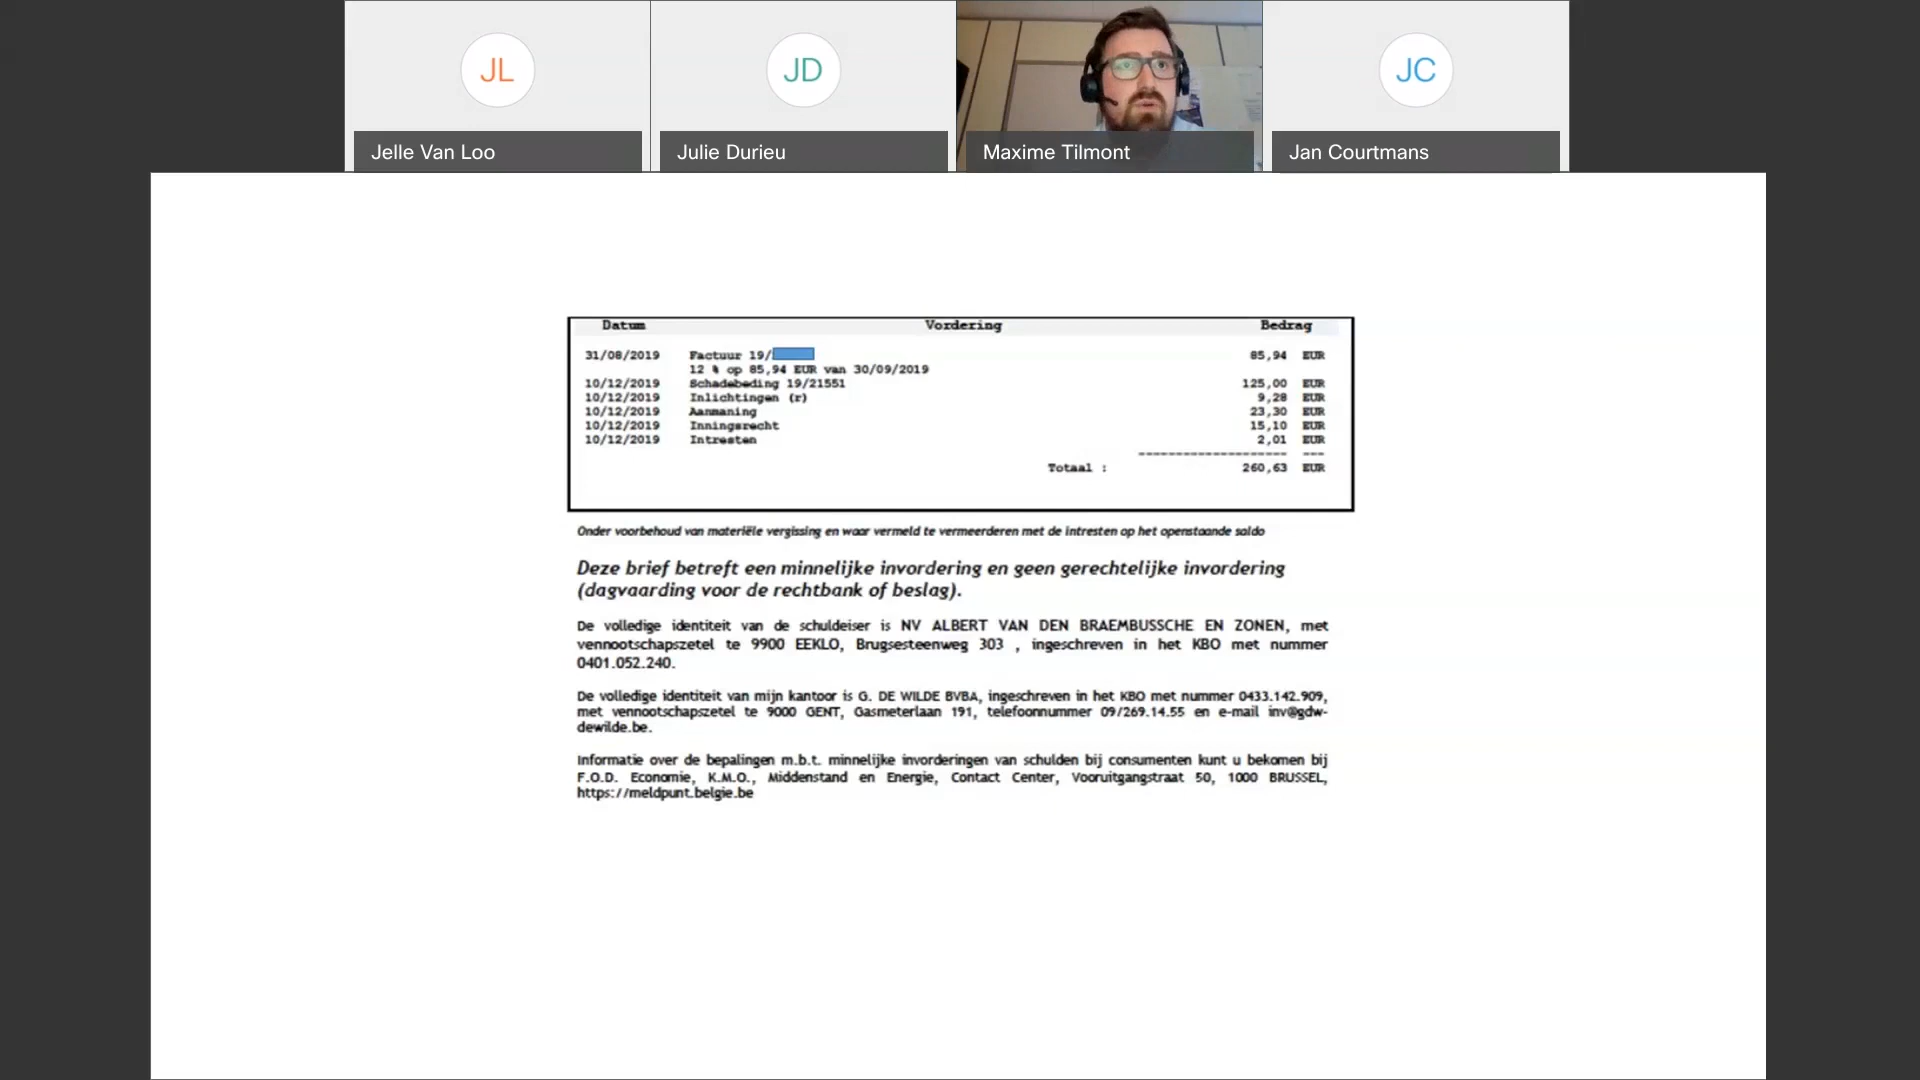 JL
JD
JC
Jelle Van Loo
Julie Durieu
Maxime Tilmont
Jan Courtmans
Datum Vordering Bedrag
31/08/2019 Factuur 19/ 85,94 EUR
12 % op 85,94 EUR van 30/09/2019
10/12/2019 Schadebeding 19/21551 125,00 EUR
10/12/2019 Inlichtingen (r) 9,28 EUR
10/12/2019 Aanmaning 23,30 EUR
10/12/2019 Inningsrecht 15,10 EUR
10/12/2019 Intresten 2,01 EUR
--------------------- ---
Totaal : 260,63 EUR
Onder voorbehoud van materiële vergissing en waar vermeld te vermeerderen met de intresten op het openstaande saldo
Deze brief betreft een minnelijke invordering en geen gerechtelijke invordering
(dagvaarding voor de rechtbank of beslag).
De volledige identiteit van de schuldeiser is NV ALBERT VAN DEN BRAEMBUSSCHE EN ZONEN, met
vennootschapszetel te 9900 EEKLO, Brugsesteenweg 303 , ingeschreven in het KBO met nummer
0401.052.240.
De volledige identiteit van mijn kantoor is G. DE WILDE BVBA, ingeschreven in het KBO met nummer 0433.142.909,
met vennootschapszetel te 9000 GENT, Gasmeterlaan 191, telefoonnummer 09/269.14.55 en e-mail inv@gdw-
dewilde.be.
Informatie over de bepalingen m.b.t. minnelijke invorderingen van schulden bij consumenten kunt u bekomen bij
F.O.D. Economie, K.M.O., Middenstand en Energie, Contact Center, Vooruitgangstraat 50, 1000 BRUSSEL,
https://meldpunt.belgie.be